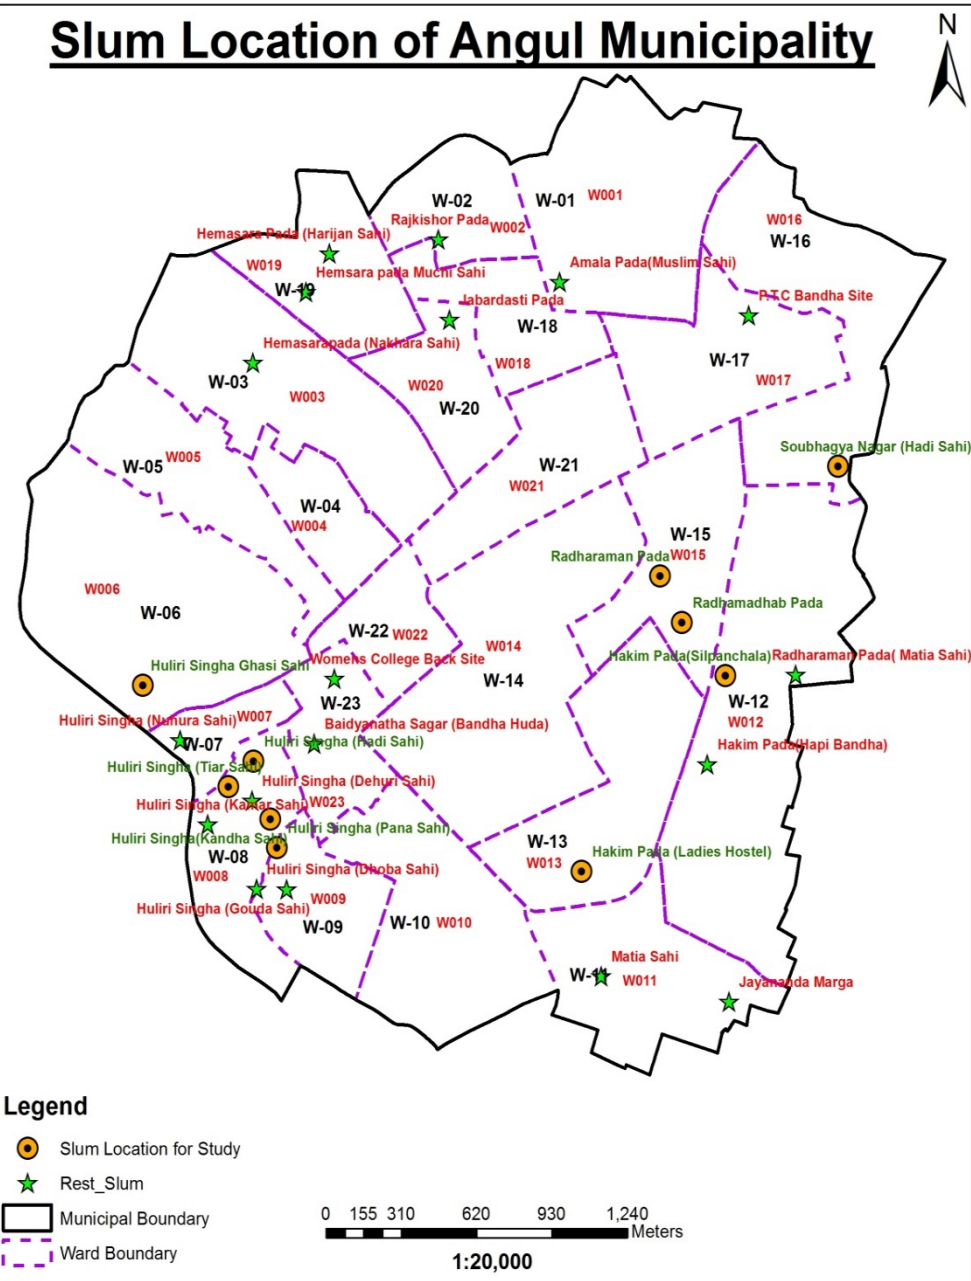 Slum Location of Angul Municipality
N
W-02
W-01
W001
Rajkishor Pada
W002
W016
W-16
Hemasara Pada (Harijan Sahi)
W019
Hemsara pada Muchi Sahi
W-19
Amala Pada(Muslim Sahi)
P.T.C Bandha Site
Jabardasti Pada
W-18
Hemasarapada (Nakhara Sahi)
W-03
W003
W018
W020
W-20
W-17
W017
Soubhagya Nagar (Hadi Sahi)
W-05
W005
W-21
W021
W-04
W004
W-15
W015
Radharaman Pada
W006
W-06
Radhamadhab Pada
W-22
W022
W014
W-14
Huliri Singha Ghasi Sahi
Womens College Back Site
Hakim Pada(Silpanchala)
Radharaman Pada( Matia Sahi)
W-23
W-12
W012
Huliri Singha (Nunura Sahi)
W007
W-07
Baidyanatha Sagar (Bandha Huda)
Huliri Singha (Hadi Sahi)
Hakim Pada(Hapi Bandha)
Huliri Singha (Tiar Sahi)
Huliri Singha (Dehuri Sahi)
Huliri Singha (Kamar Sahi)
W023
Huliri Singha (Pana Sahi)
Huliri Singha(Kandha Sahi)
W-08
W008
W-13
W013
Hakim Pada (Ladies Hostel)
Huliri Singha (Dhoba Sahi)
W009
Huliri Singha (Gouda Sahi)
W-09
W-10
W010
Matia Sahi
W-11
W011
Jayananda Marga
Legend
Slum Location for Study
Rest_Slum
Municipal Boundary
Ward Boundary
0 155 310 620 930 1,240
Meters
1:20,000